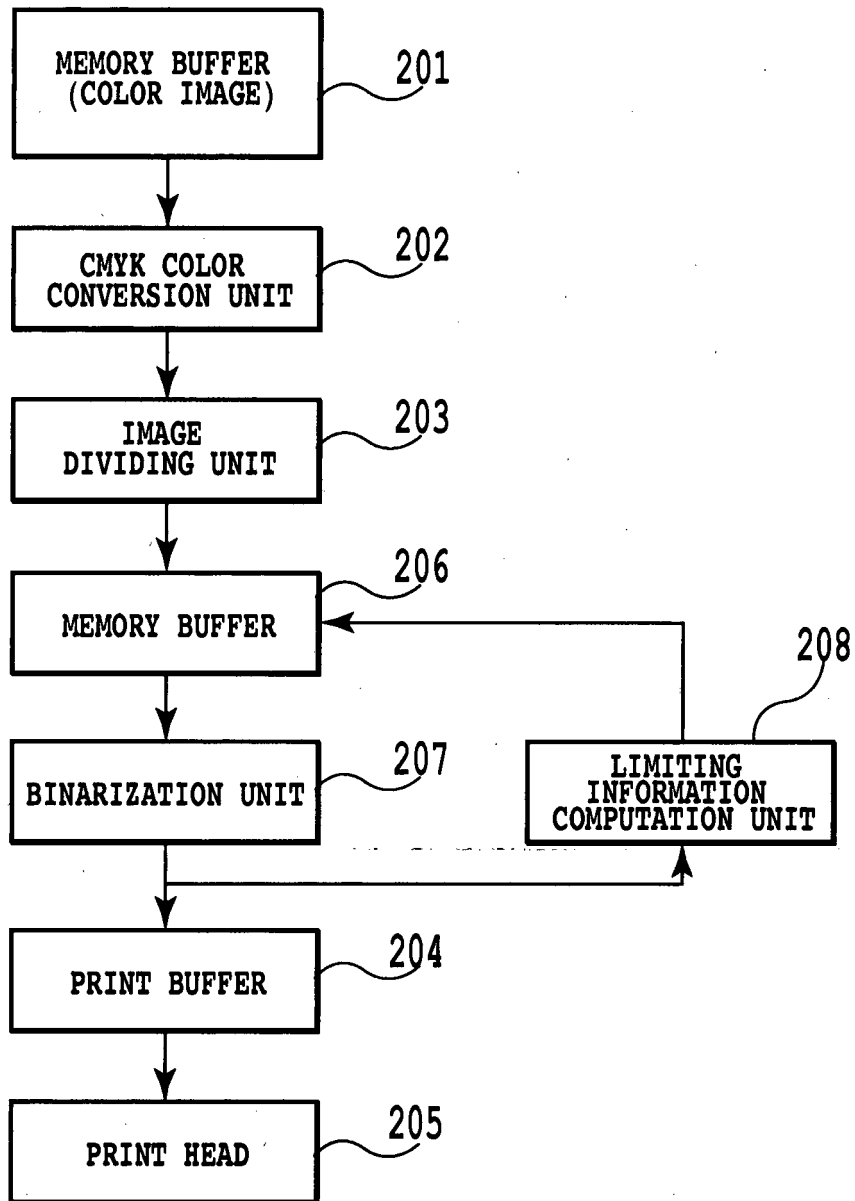 MEMORY BUFFER
(COLOR IMAGE)
201
CMYK COLOR
CONVERSION UNIT
202
IMAGE
DIVIDING UNIT
203
MEMORY BUFFER
206
BINARIZATION UNIT
207
LIMITING
INFORMATION
COMPUTATION UNIT
208
PRINT BUFFER
204
PRINT HEAD
205